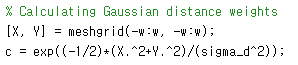 % Calculating Gaussian distance weights
[X, Y] = meshgrid(-w:w, -w:w);
c = exp((-1/2)*(X.^2+Y.^2)/(sigma_d^2));